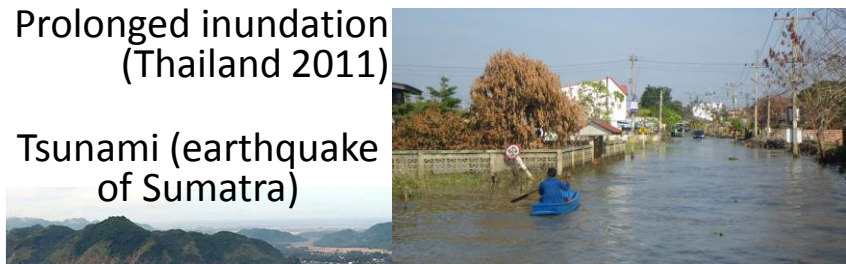 Prolonged inundation
(Thailand 2011)
Tsunami (earthquake
of Sumatra)